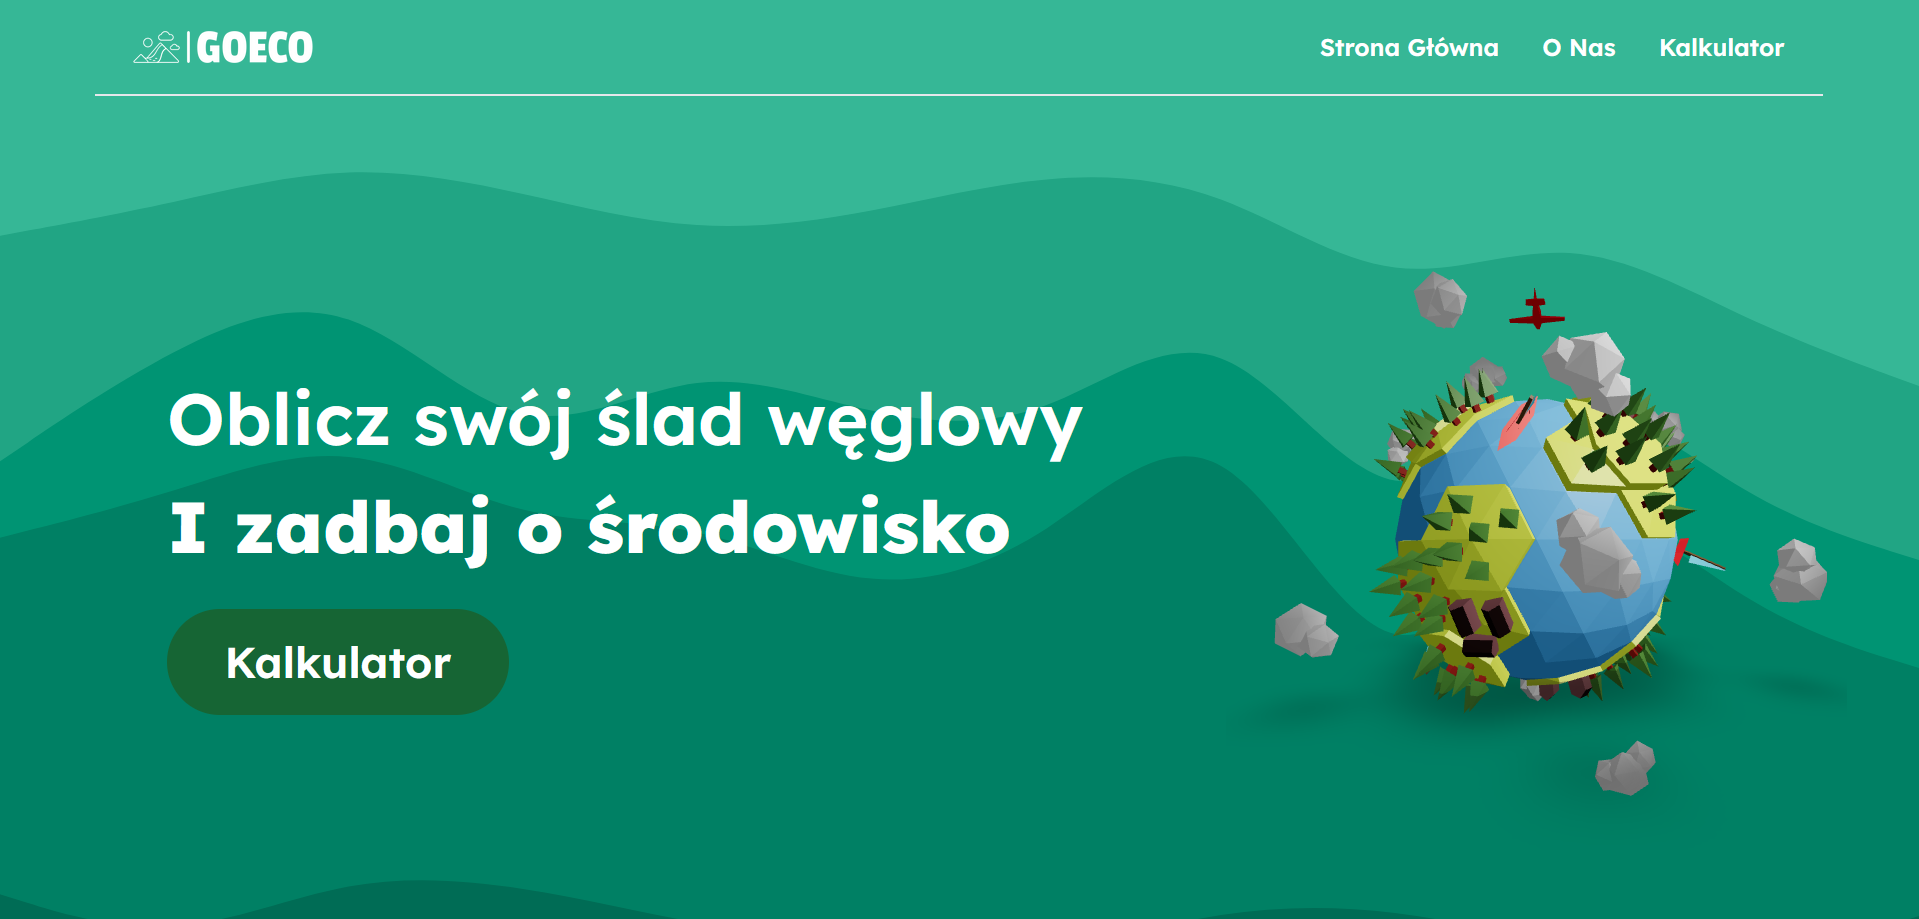 GOECO
Strona Główna O Nas Kalkulator
Oblicz swój ślad węglowy
I zadbaj o środowisko
Kalkulator